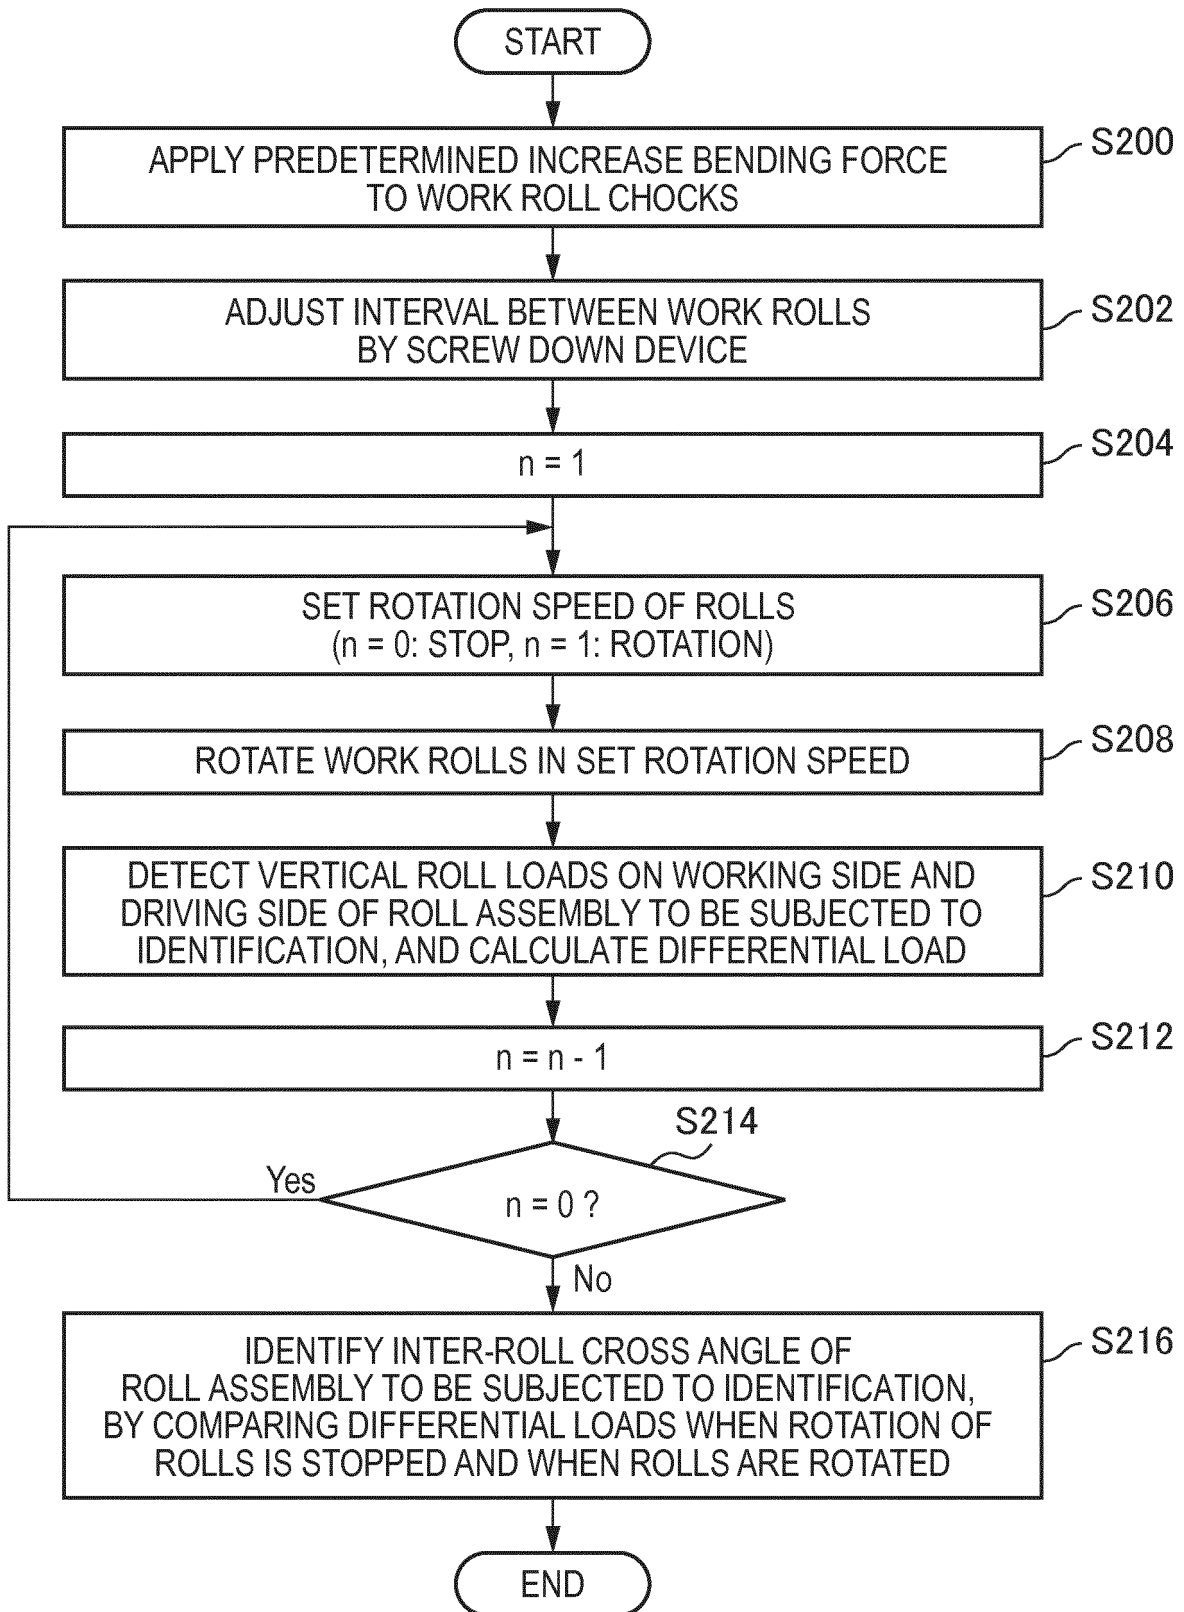 START
APPLY PREDETERMINED INCREASE BENDING FORCE
TO WORK ROLL CHOCKS
S200
ADJUST INTERVAL BETWEEN WORK ROLLS
BY SCREW DOWN DEVICE
S202
n = 1
S204
SET ROTATION SPEED OF ROLLS
(n = 0: STOP, n = 1: ROTATION)
S206
ROTATE WORK ROLLS IN SET ROTATION SPEED
S208
DETECT VERTICAL ROLL LOADS ON WORKING SIDE AND
DRIVING SIDE OF ROLL ASSEMBLY TO BE SUBJECTED TO
IDENTIFICATION, AND CALCULATE DIFFERENTIAL LOAD
S210
n = n - 1
S212
S214
Yes
n = 0 ?
No
IDENTIFY INTER-ROLL CROSS ANGLE OF
ROLL ASSEMBLY TO BE SUBJECTED TO IDENTIFICATION,
BY COMPARING DIFFERENTIAL LOADS WHEN ROTATION OF
ROLLS IS STOPPED AND WHEN ROLLS ARE ROTATED
S216
END